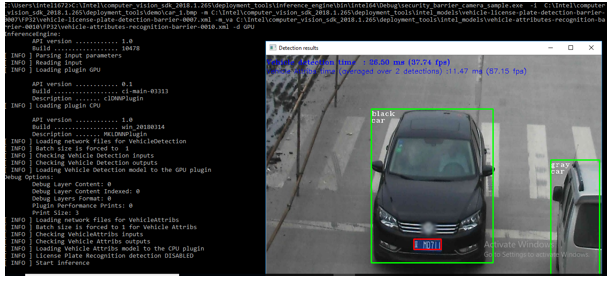 C:\Users\intel672>C:\Intel\computer_vision_sdk_2018.1.265\deployment_tools\inference_engine\bin\intel64\Debug\security_barrier_camera_sample.exe -i C:\Intel\computer
_vision_sdk_2018.1.265\deployment_tools\demo\car_1.bmp -m C:\Intel\computer_vision_sdk_2018.1.265\deployment_tools\intel_models\vehicle-license-plate-detection-barrier-
0007\FP32\vehicle-license-plate-detection-barrier-0007.xml -m_va C:\Intel\computer_vision_sdk_2018.1.265\deployment_tools\intel_models\vehicle-attributes-recognition-ba
rrier-0010\FP32\vehicle-attributes-recognition-barrier-0010.xml -d GPU
InferenceEngine:
API version ............ 1.0
Build .................. 10478
[ INFO ] Parsing input parameters
[ INFO ] Reading input
[ INFO ] Loading plugin GPU
API version ............ 0.1
Build .................. ci-main-03313
Description ....... clDNNPlugin
[ INFO ] Loading plugin CPU
API version ............ 1.0
Build .................. win_20180314
Description ....... MKLDNNPlugin
[ INFO ] Loading network files for VehicleDetection
[ INFO ] Batch size is forced to 1
[ INFO ] Checking Vehicle Detection inputs
[ INFO ] Checking Vehicle Detection outputs
[ INFO ] Loading Vehicle Detection model to the GPU plugin
Debug Options:
Debug Layer Content: 0
Debug Layer Content Indexed: 0
Debug Layers Format: 0
Plugin Performance Prints: 0
Print Size: 3
[ INFO ] Loading network files for VehicleAttribs
[ INFO ] Batch size is forced to 1 for Vehicle Attribs
[ INFO ] Checking VehicleAttribs inputs
[ INFO ] Checking Vehicle Attribs outputs
[ INFO ] Loading Vehicle Attribs model to the CPU plugin
[ INFO ] License Plate Recognition detection DISABLED
[ INFO ] Start inference
Detection results
Vehicle detection time : 26.50 ms (37.74 fps)
Vehicle Attribs time (averaged over 2 detections) :11.47 ms (87.15 fps)
black
car
gray
car
MD711
Activate Windows
Go to Settings to activate Windows.